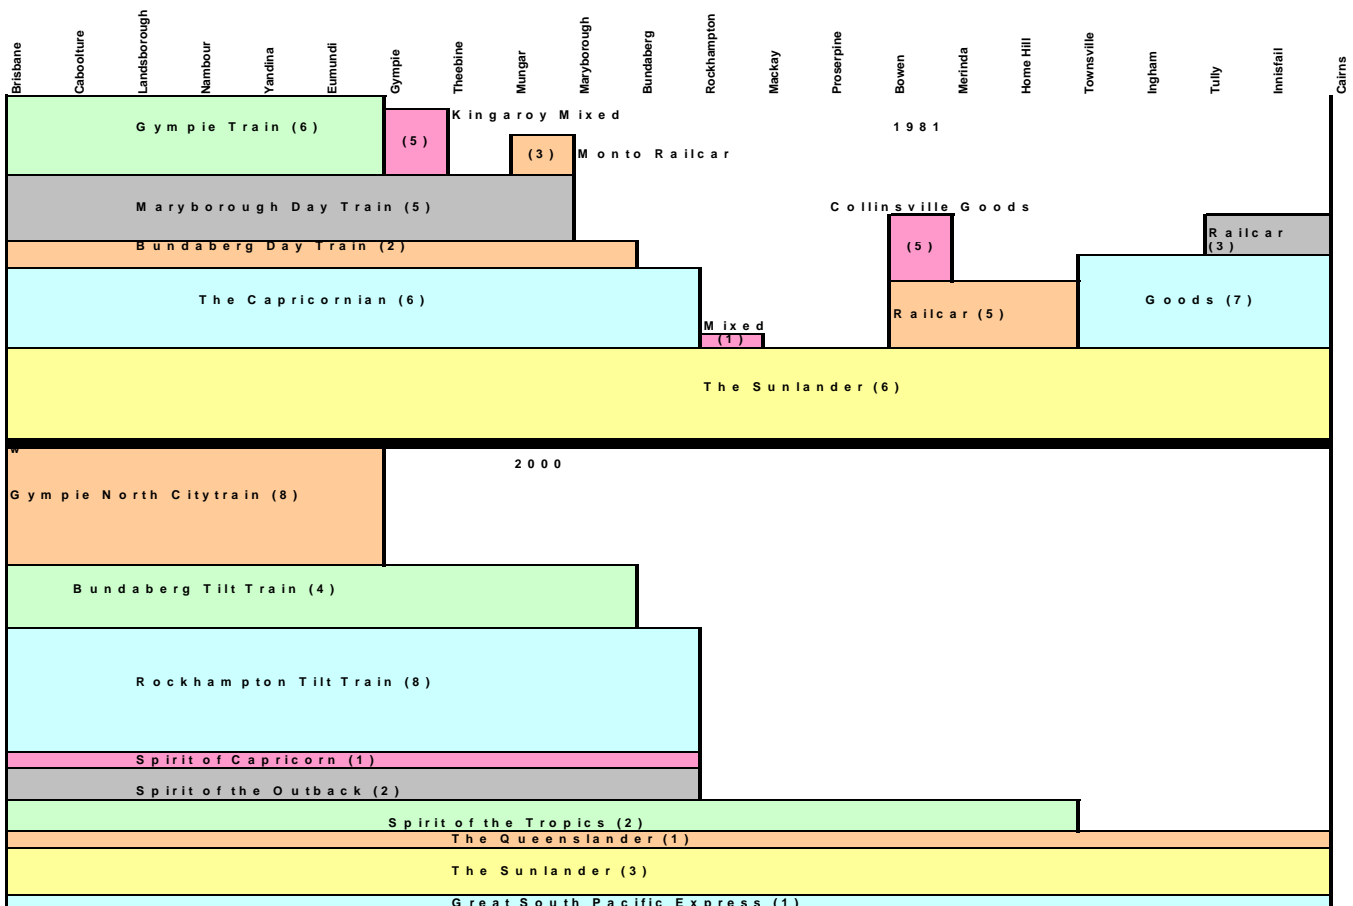 Brisbane
Caboolture
Landsborough
Nambour
Yandina
Eumundi
Gympie
Theebine
Mungar
Maryborough
Bundaberg
Rockhampton
Mackay
Proserpine
Bowen
Merinda
Home Hill
Townsville
Ingham
Tully
Innisfail
Cairns
Kingaroy Mixed
Gympie Train (6)
1981
(5)
(3)
Monto Railcar
Maryborough Day Train (5)
Collinsville Goods
Railcar
(3)
Bundaberg Day Train (2)
(5)
The Capricornian (6)
Goods (7)
Railcar (5)
Mixed
(1)
The Sunlander (6)
2000
Gympie North Citytrain (8)
Bundaberg Tilt Train (4)
Rockhampton Tilt Train (8)
Spirit of Capricorn (1)
Spirit of the Outback (2)
Spirit of the Tropics (2)
The Queenslander (1)
The Sunlander (3)
Great South Pacific Express (1)